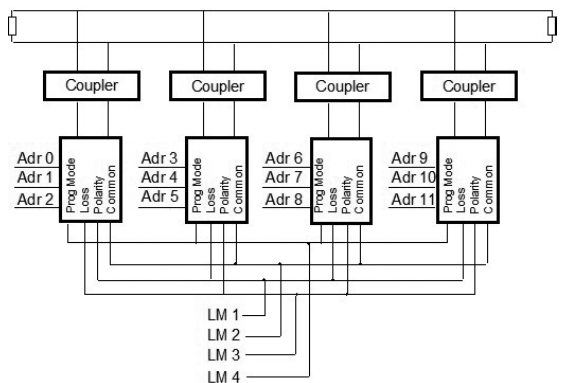 Coupler Coupler Coupler Coupler
Adr 0
Adr 1
Adr 2
Prog Mode
Loss
Polarity
Common
Adr 3
Adr 4
Adr 5
Prog Mode
Loss
Polarity
Common
Adr 6
Adr 7
Adr 8
Prog Mode
Loss
Polarity
Common
Adr 9
Adr 10
Adr 11
Prog Mode
Loss
Polarity
Common
LM 1
LM 2
LM 3
LM 4